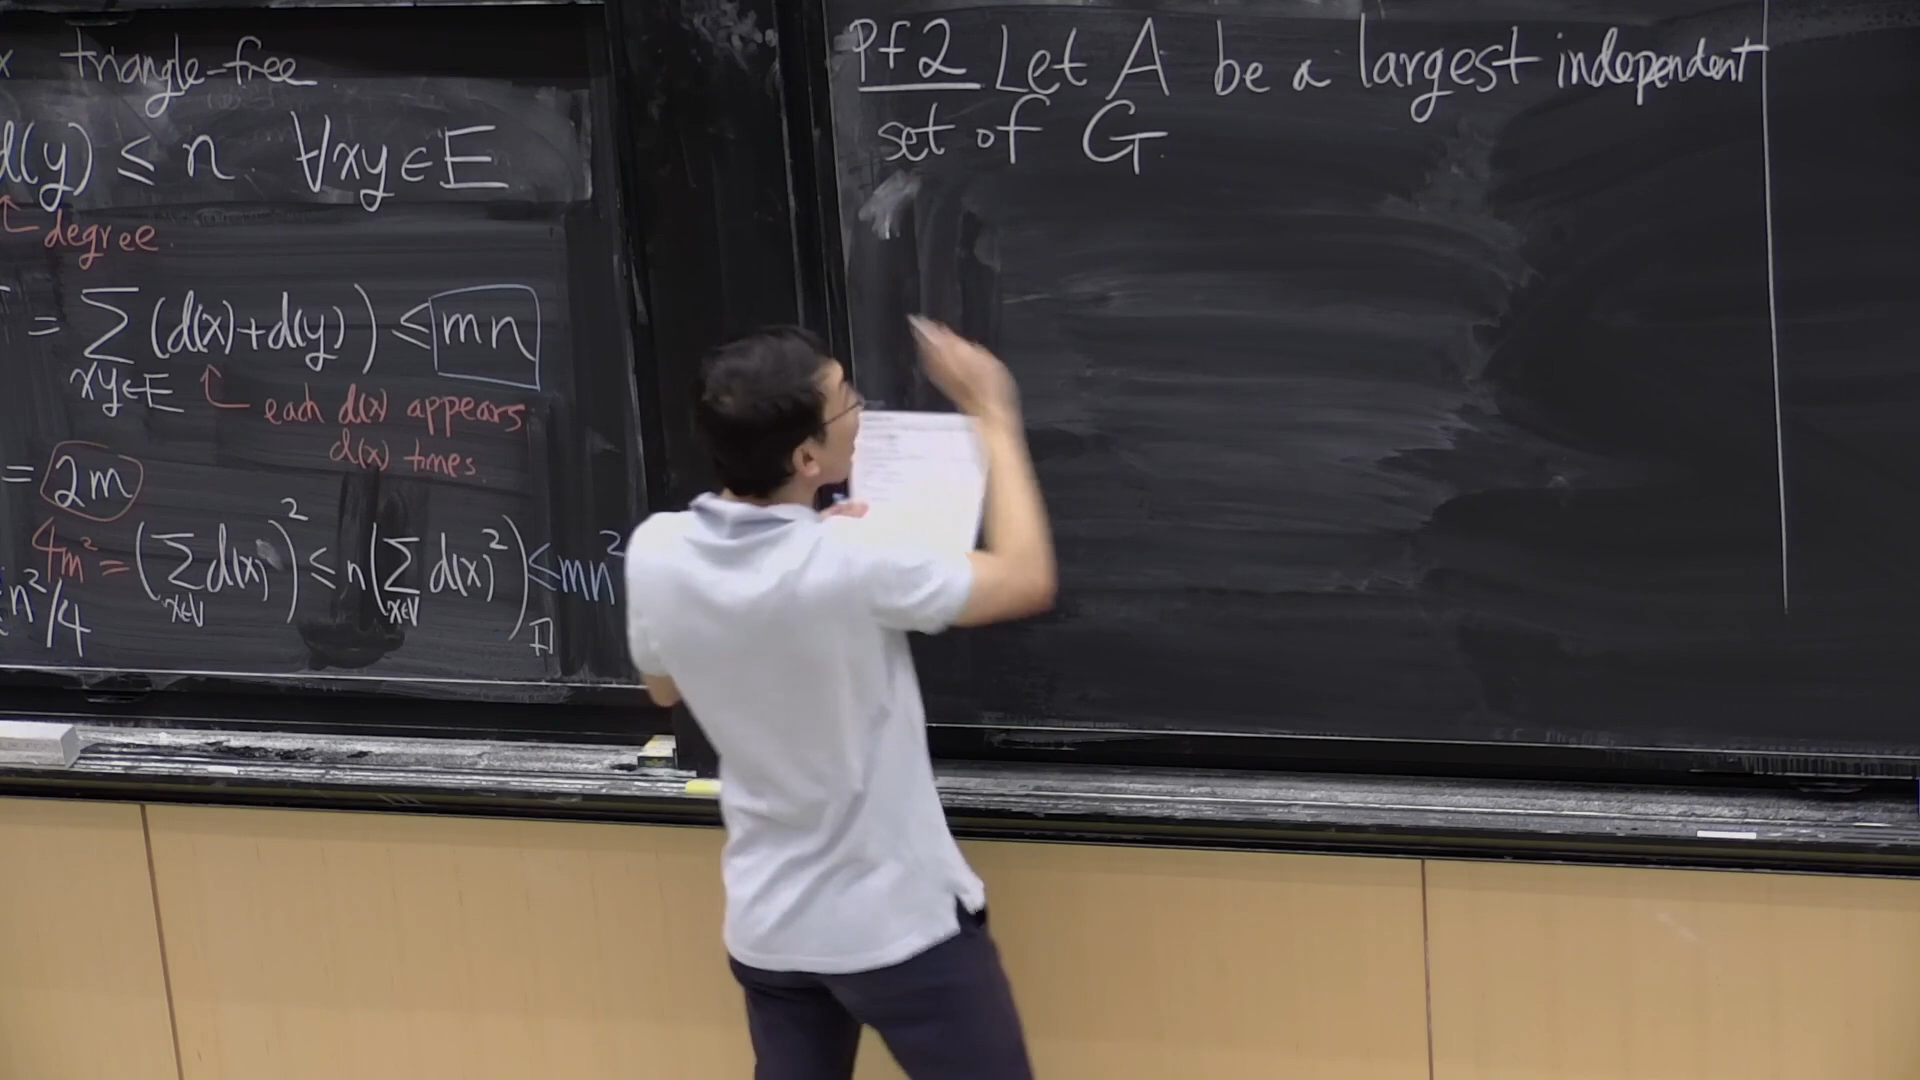 triangle-free
d(y) ≤ n ∀xy∈E
degree.
= ∑ (d(x)+d(y)) ≤ mn
xy∈E
each d(x) appears
d(x) times.
= 2m
4m² = (∑ d(x))² ≤ n(∑ d(x)²) ≤ mn²
x∈V x∈V
n²/4
Pf 2 Let A be a largest independent
set of G.